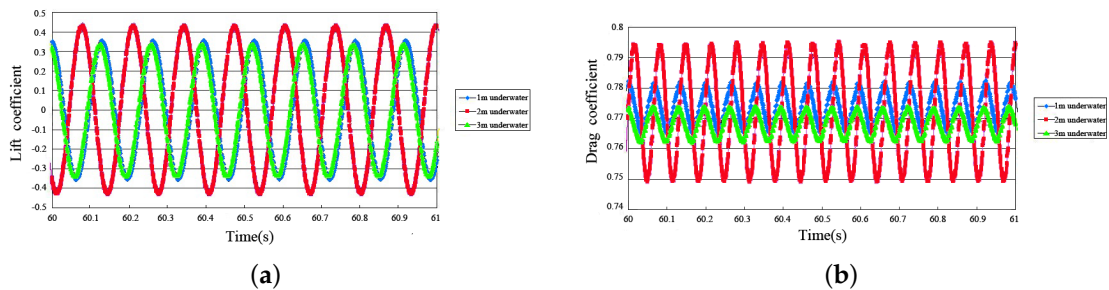 0.5
0.4
0.3
0.2
0.1
0
-0.1
-0.2
-0.3
-0.4
-0.5
Lift coefficient
60 60.1 60.2 60.3 60.4 60.5 60.6 60.7 60.8 60.9 61
Time(s)
1m underwater
2m underwater
3m underwater
(a)
0.8
0.79
0.78
0.77
0.76
0.75
0.74
Drag coefficient
60 60.1 60.2 60.3 60.4 60.5 60.6 60.7 60.8 60.9 61
Time(s)
1m underwater
2m underwater
3m underwater
(b)